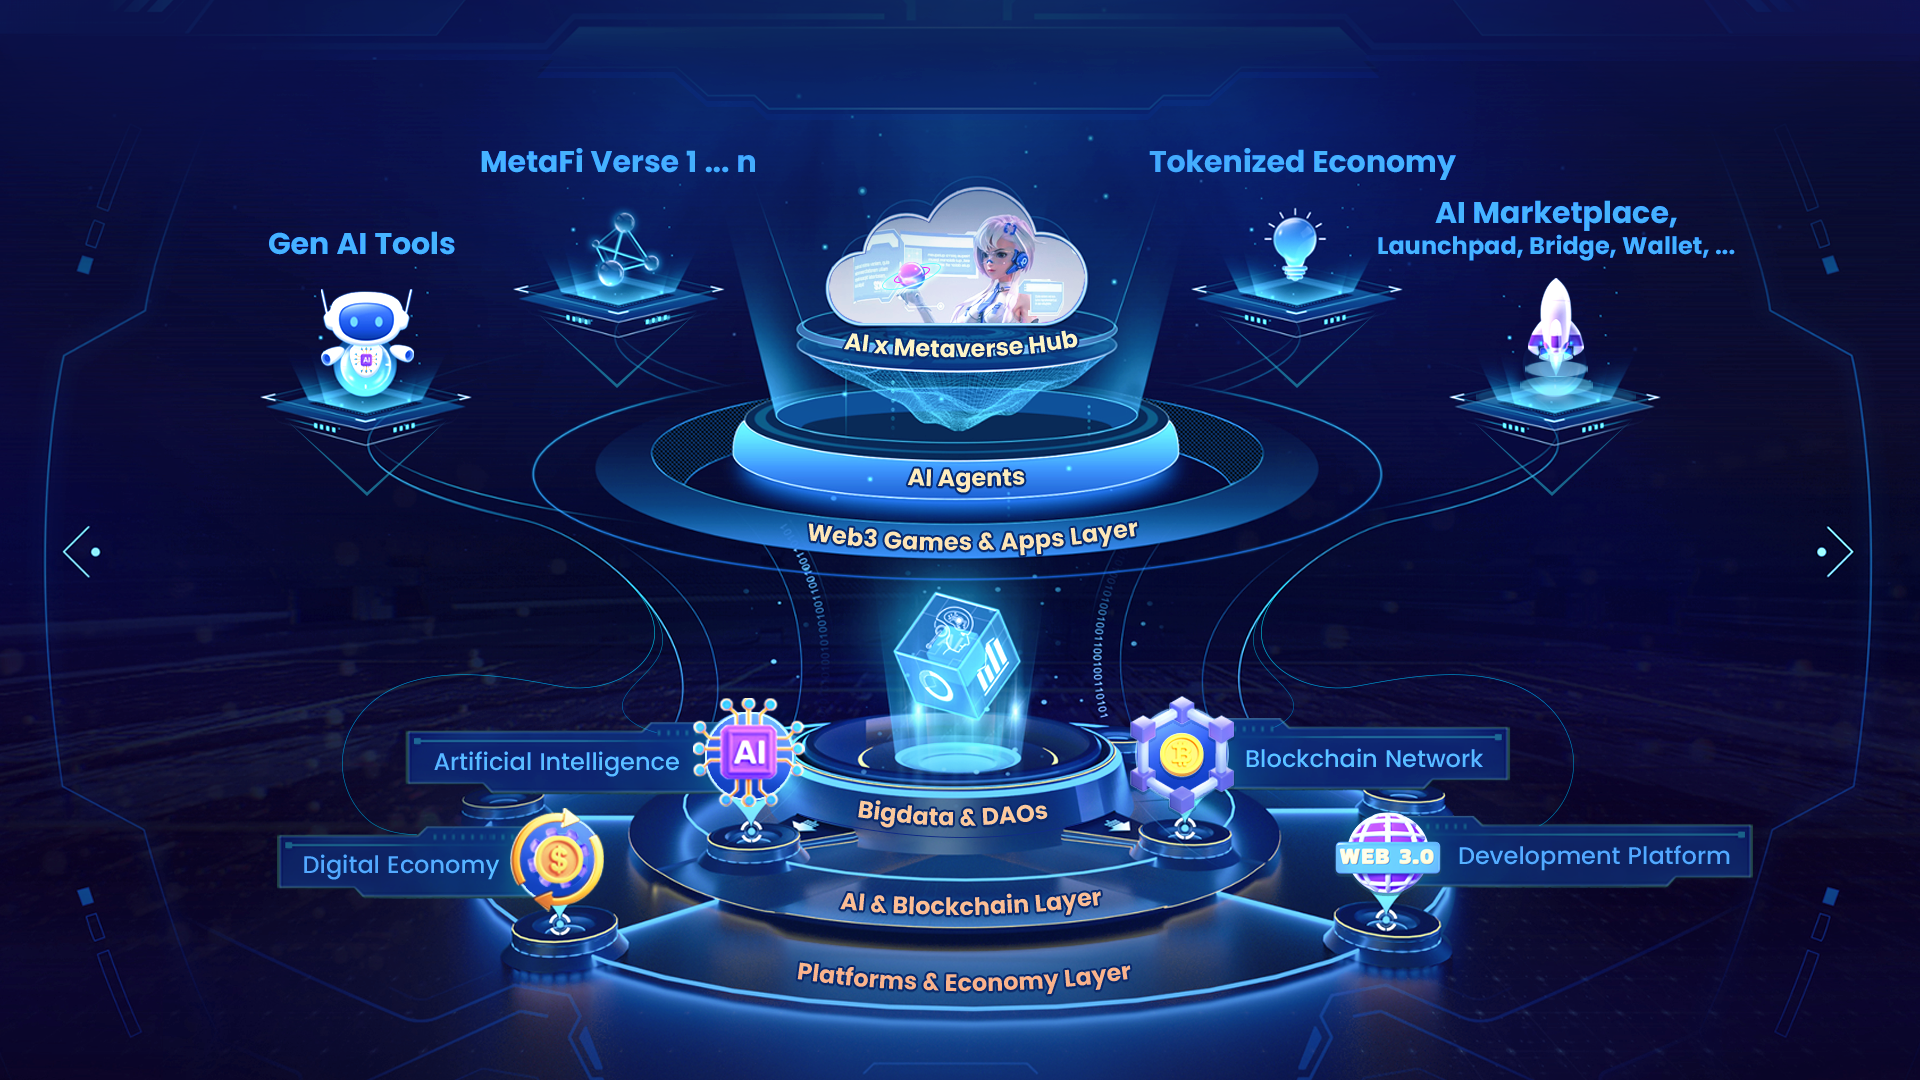 MetaFi Verse 1 ... n
Tokenized Economy
Gen AI Tools
AI Marketplace,
Launchpad, Bridge, Wallet, ...
AI
AI x Metaverse Hub
AI Agents
Web3 Games & Apps Layer
Artificial Intelligence
AI
Blockchain Network
Bigdata & DAOs
Digital Economy
$
WEB 3.0
Development Platform
AI & Blockchain Layer
Platforms & Economy Layer